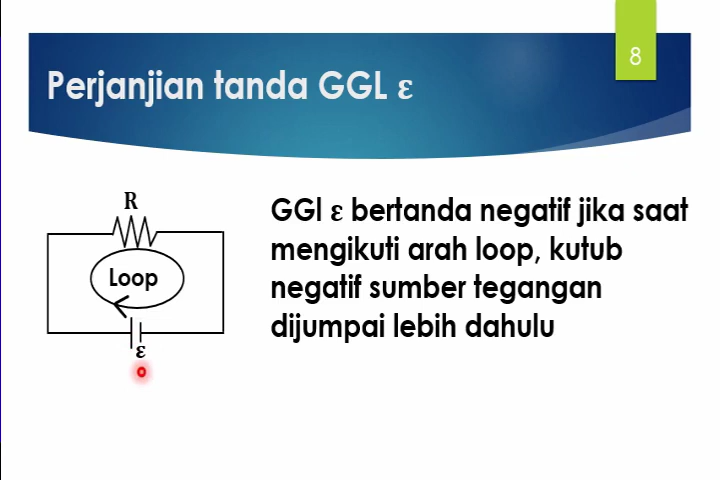 8
Perjanjian tanda GGL ε
R
Loop
ε
GGl ε bertanda negatif jika saat
mengikuti arah loop, kutub
negatif sumber tegangan
dijumpai lebih dahulu